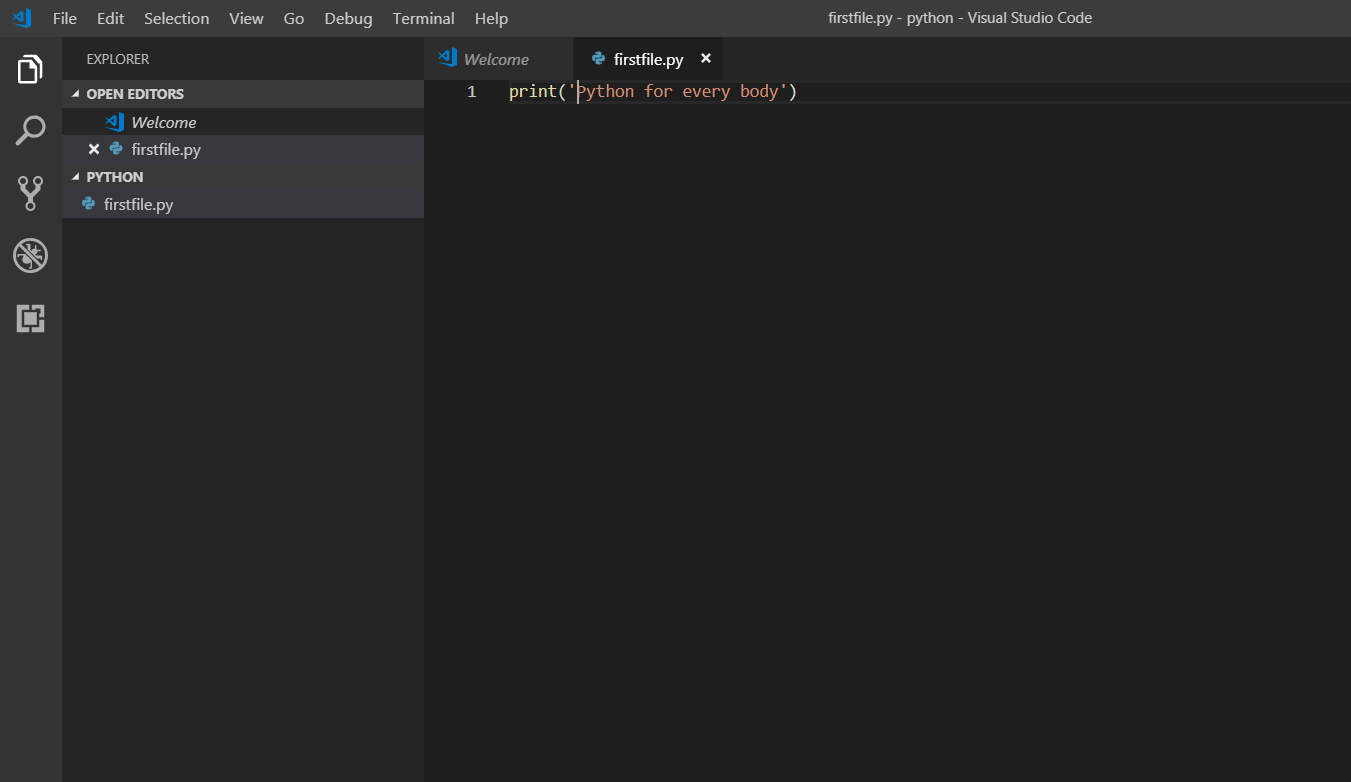 File Edit Selection View Go Debug Terminal Help firstfile.py - python - Visual Studio Code
EXPLORER
OPEN EDITORS
Welcome
firstfile.py
PYTHON
firstfile.py
Welcome firstfile.py
1 print('Python for every body')